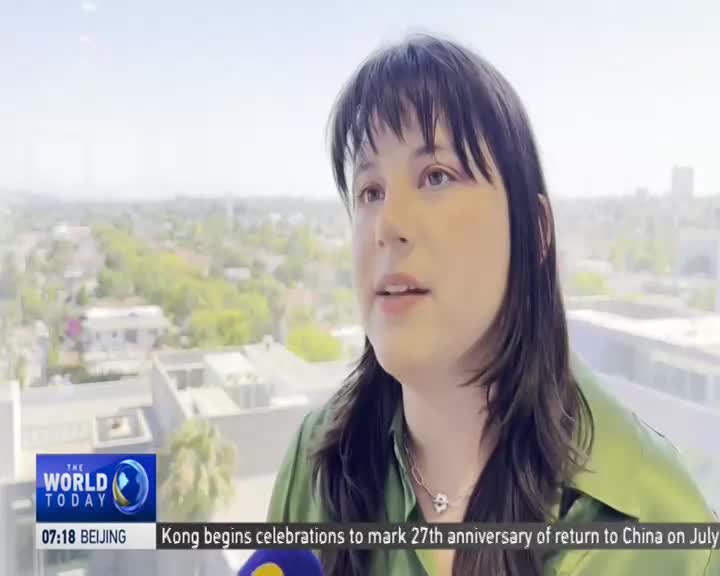 THE
WORLD
TODAY
07:18 BEIJING
Kong begins celebrations to mark 27th anniversary of return to China on July